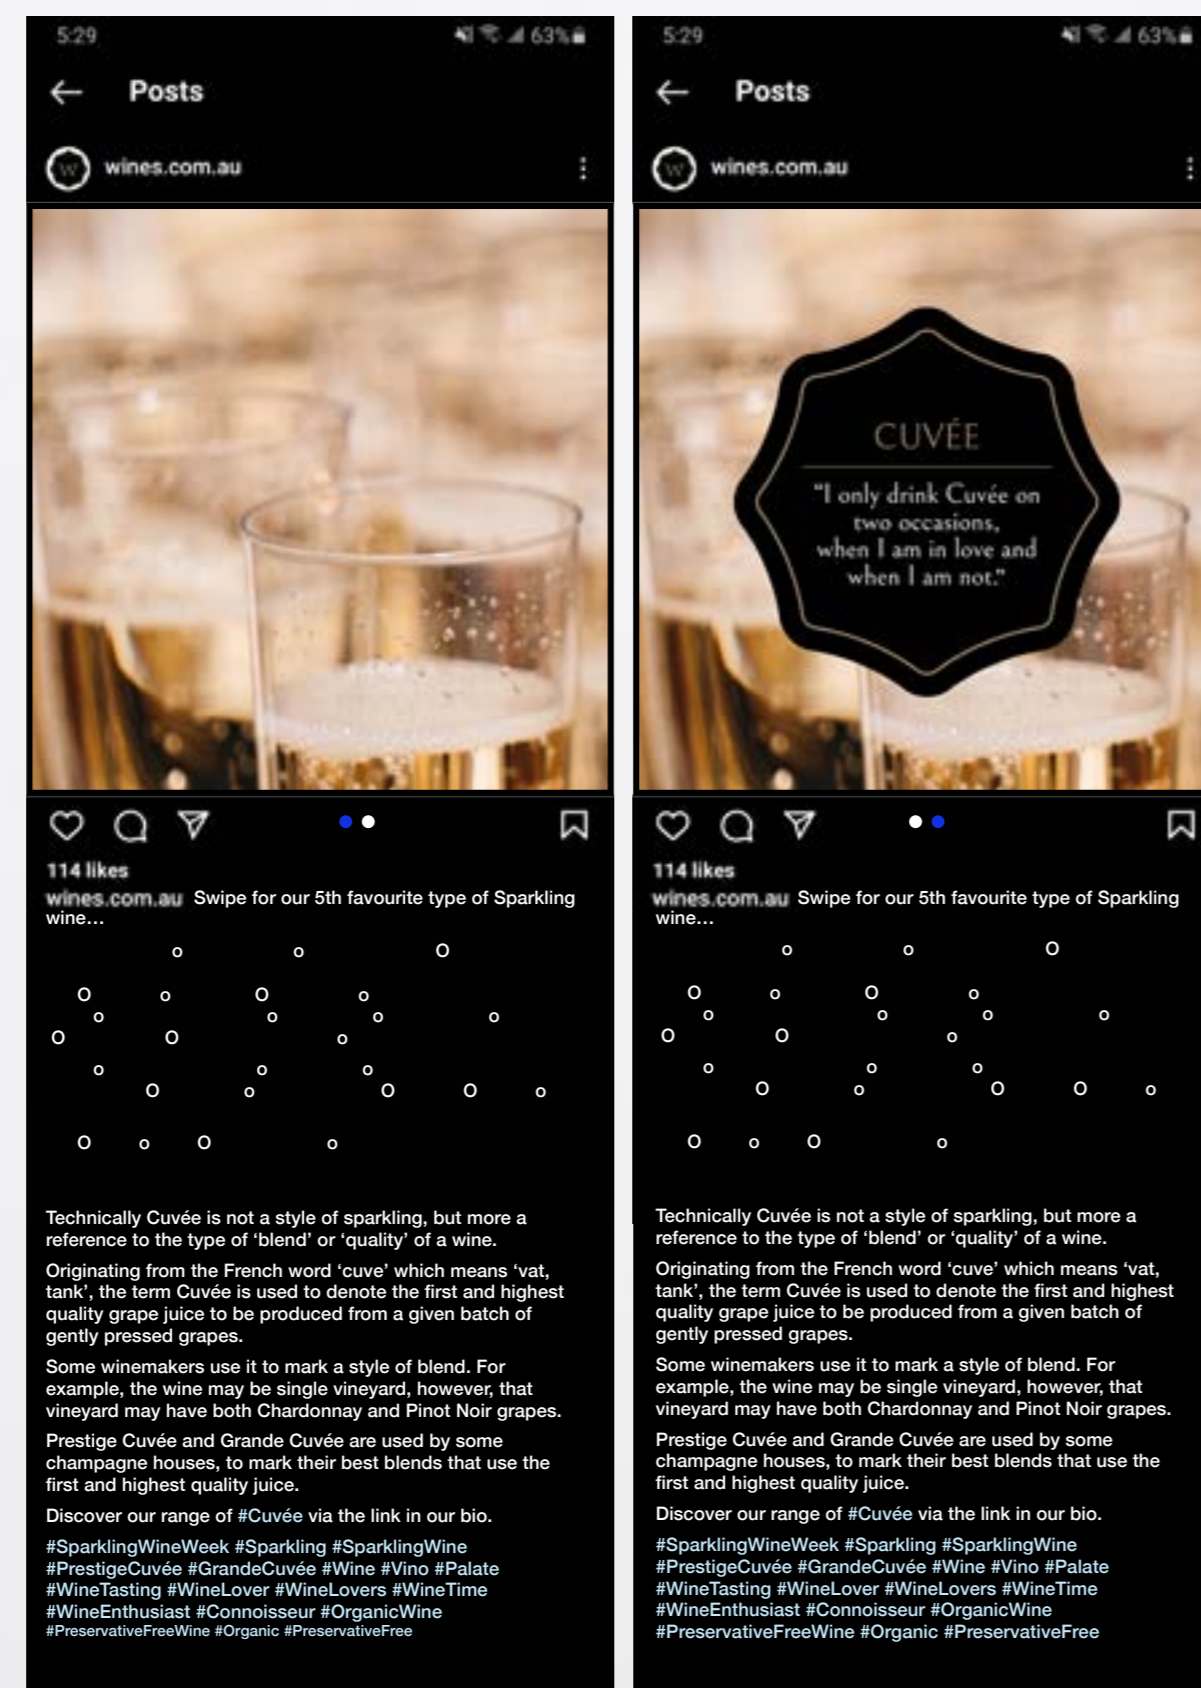 5:29
63%
Posts
W
wines.com.au
114 likes
wines.com.au Swipe for our 5th favourite type of Sparkling
wine...
o o O
O o O o
o o o o
O O o
o o o
O o O O o
O o O o
Technically Cuvée is not a style of sparkling, but more a
reference to the type of ‘blend’ or ‘quality’ of a wine.
Originating from the French word ‘cuve’ which means ‘vat,
tank’, the term Cuvée is used to denote the first and highest
quality grape juice to be produced from a given batch of
gently pressed grapes.
Some winemakers use it to mark a style of blend. For
example, the wine may be single vineyard, however, that
vineyard may have both Chardonnay and Pinot Noir grapes.
Prestige Cuvée and Grande Cuvée are used by some
champagne houses, to mark their best blends that use the
first and highest quality juice.
Discover our range of #Cuvée via the link in our bio.
#SparklingWineWeek #Sparkling #SparklingWine
#PrestigeCuvée #GrandeCuvée #Wine #Vino #Palate
#WineTasting #WineLover #WineLovers #WineTime
#WineEnthusiast #Connoisseur #OrganicWine
#PreservativeFreeWine #Organic #PreservativeFree
5:29
63%
Posts
W
wines.com.au
CUVÉE
"I only drink Cuvée on
two occasions,
when I am in love and
when I am not."
114 likes
wines.com.au Swipe for our 5th favourite type of Sparkling
wine...
o o O
O o O o
o o o o
O O o
o o o
O o O O o
O o O o
Technically Cuvée is not a style of sparkling, but more a
reference to the type of ‘blend’ or ‘quality’ of a wine.
Originating from the French word ‘cuve’ which means ‘vat,
tank’, the term Cuvée is used to denote the first and highest
quality grape juice to be produced from a given batch of
gently pressed grapes.
Some winemakers use it to mark a style of blend. For
example, the wine may be single vineyard, however, that
vineyard may have both Chardonnay and Pinot Noir grapes.
Prestige Cuvée and Grande Cuvée are used by some
champagne houses, to mark their best blends that use the
first and highest quality juice.
Discover our range of #Cuvée via the link in our bio.
#SparklingWineWeek #Sparkling #SparklingWine
#PrestigeCuvée #GrandeCuvée #Wine #Vino #Palate
#WineTasting #WineLover #WineLovers #WineTime
#WineEnthusiast #Connoisseur #OrganicWine
#PreservativeFreeWine #Organic #PreservativeFree